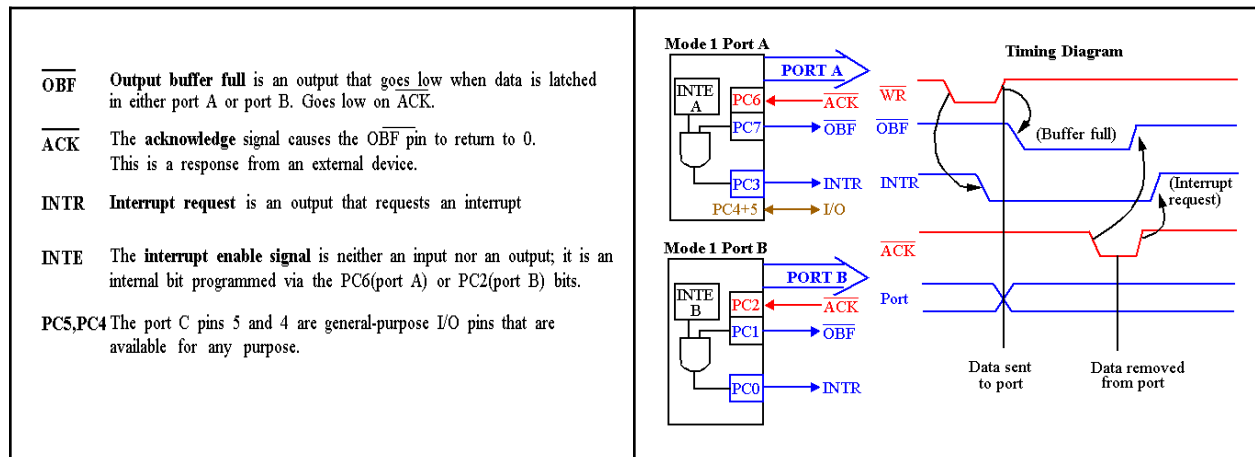 OBF Output buffer full is an output that goes low when data is latched
in either port A or port B. Goes low on ACK.
ACK The acknowledge signal causes the OBF pin to return to 0.
This is a response from an external device.
INTR Interrupt request is an output that requests an interrupt
INTE The interrupt enable signal is neither an input nor an output; it is an
internal bit programmed via the PC6(port A) or PC2(port B) bits.
PC5,PC4 The port C pins 5 and 4 are general-purpose I/O pins that are
available for any purpose.
Mode 1 Port A
PORT A
INTE
A
PC6
ACK
PC7
OBF
PC3
INTR
PC4+5
I/O
Mode 1 Port B
PORT B
INTE
B
PC2
ACK
PC1
OBF
PC0
INTR
Timing Diagram
WR
OBF
(Buffer full)
INTR
(Interrupt
request)
ACK
Port
Data sent
to port
Data removed
from port